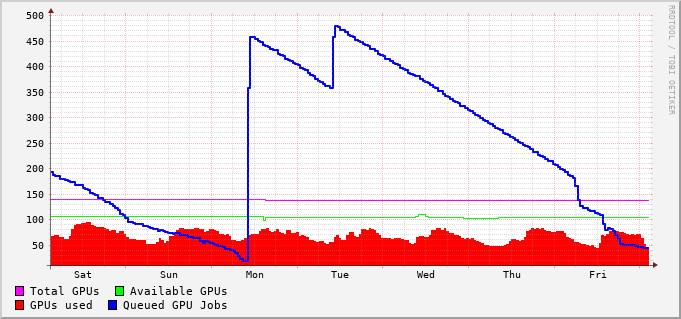 500
450
400
350
300
250
200
150
100
50
Sat Sun Mon Tue Wed Thu Fri
Total GPUs Available GPUs
GPUs used Queued GPU Jobs
RRDTOOL / TOBI OETIKER